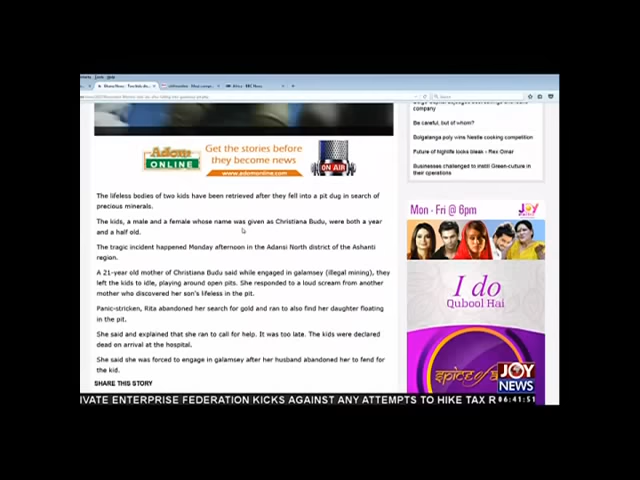 Tools Help
Adom
ONLINE
Get the stories before
they become news
www.adomonline.com
ON AIR
The lifeless bodies of two kids have been retrieved after they fell into a pit dug in search of
precious minerals.
The kids, a male and a female whose name was given as Christiana Budu, were both a year
and a half old.
The tragic incident happened Monday afternoon in the Adansi North district of the Ashanti
region.
A 21-year old mother of Christiana Budu said while engaged in galamsey (illegal mining), they
left the kids to idle, playing around open pits. She responded to a loud scream from another
mother who discovered her son's lifeless in the pit.
Panic-stricken, Rita abandoned her search for gold and ran to also find her daughter floating
in the pit.
She said and explained that she ran to call for help. It was too late. The kids were declared
dead on arrival at the hospital.
She said she was forced to engage in galamsey after her husband abandoned her to fend for
the kid.
SHARE THIS STORY
company
Be careful, but of whom?
Bolgatanga poly wins Nestle cooking competition
Future of highlife looks bleak - Rex Omar
Businesses challenged to instill Green-culture in
their operations
Mon - Fri @ 6pm
JOY
I do
Qubool Hai
spice of
JOY
NEWS
IVATE ENTERPRISE FEDERATION KICKS AGAINST ANY ATTEMPTS TO HIKE TAX R
06:41:51